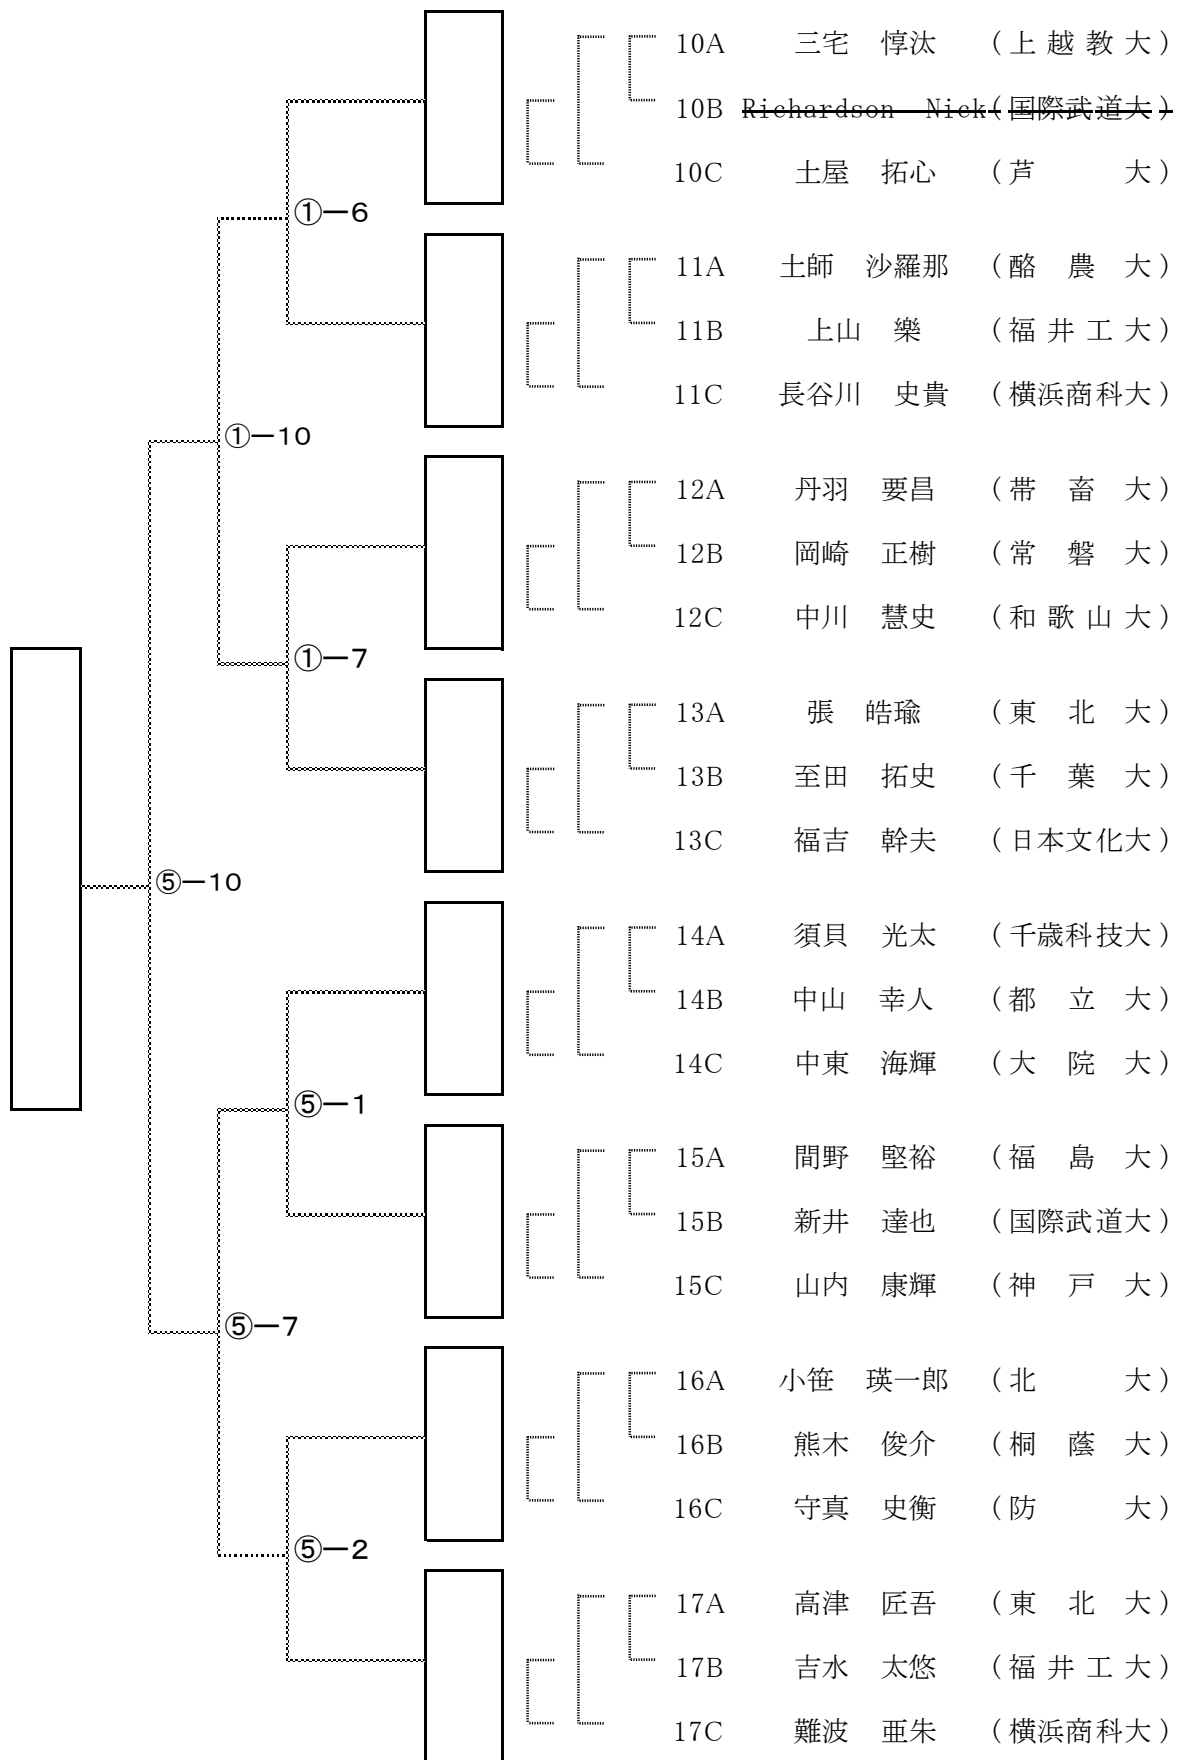 10A 三宅 惇汰 (上越教大)
10B Richardson Nick(国際武道大)
10C 土屋 拓心 (芦 大)
①ー6
11A 土師 沙羅那 (酪農大)
11B 上山 樂 (福井工大)
11C 長谷川 史貴 (横浜商科大)
①ー10
12A 丹羽 要昌 (帯畜大)
12B 岡崎 正樹 (常磐大)
12C 中川 慧史 (和歌山大)
①ー7
13A 張 皓瑜 (東北大)
13B 至田 拓史 (千葉大)
13C 福吉 幹夫 (日本文化大)
⑤ー10
14A 須貝 光太 (千歳科技大)
14B 中山 幸人 (都立大)
14C 中東 海輝 (大院大)
⑤ー1
15A 間野 堅裕 (福島大)
15B 新井 達也 (国際武道大)
15C 山内 康輝 (神戸大)
⑤ー7
16A 小笹 瑛一郎 (北 大)
16B 熊木 俊介 (桐蔭大)
16C 守真 史衡 (防 大)
⑤ー2
17A 高津 匠吾 (東北大)
17B 吉水 太悠 (福井工大)
17C 難波 亜朱 (横浜商科大)